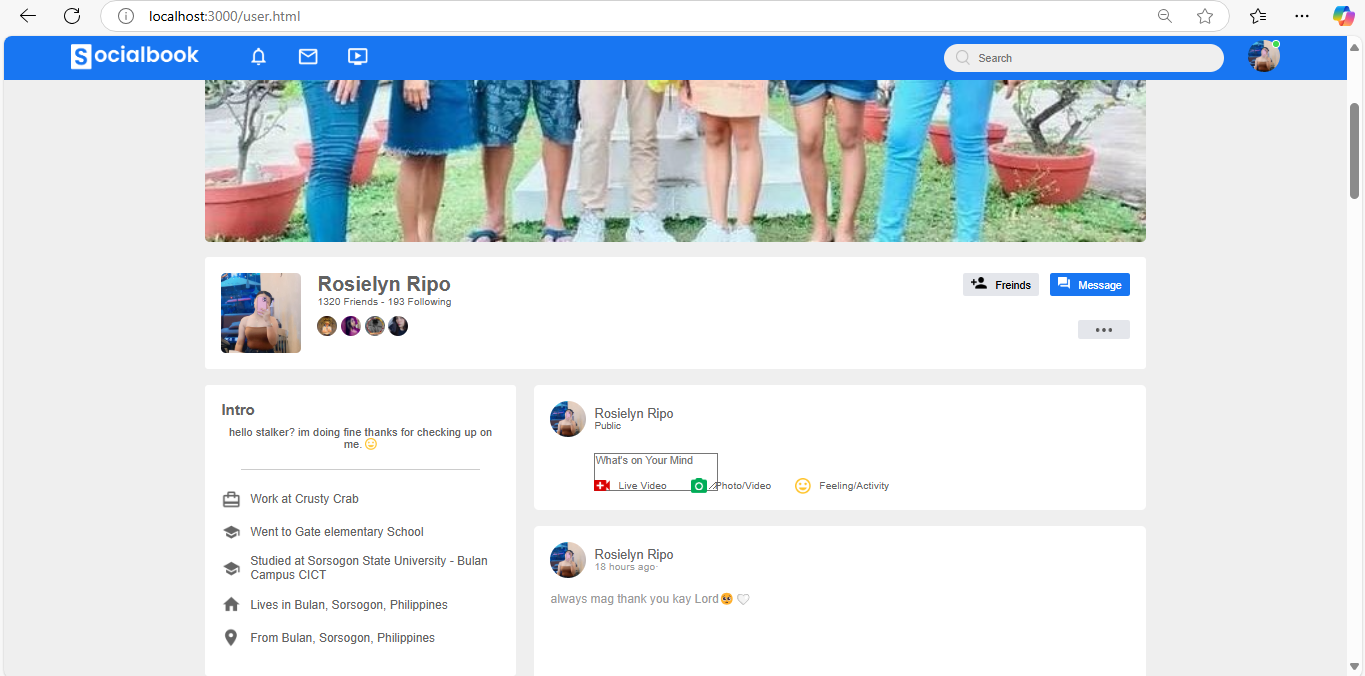 localhost:3000/user.html
Socialbook
Search
Rosielyn Ripo
1320 Friends - 193 Following
Freinds
Message
Intro
hello stalker? im doing fine thanks for checking up on
me.
Work at Crusty Crab
Went to Gate elementary School
Studied at Sorsogon State University - Bulan
Campus CICT
Lives in Bulan, Sorsogon, Philippines
From Bulan, Sorsogon, Philippines
Rosielyn Ripo
Public
What's on Your Mind
Live Video
Photo/Video
Feeling/Activity
Rosielyn Ripo
18 hours ago·
always mag thank you kay Lord